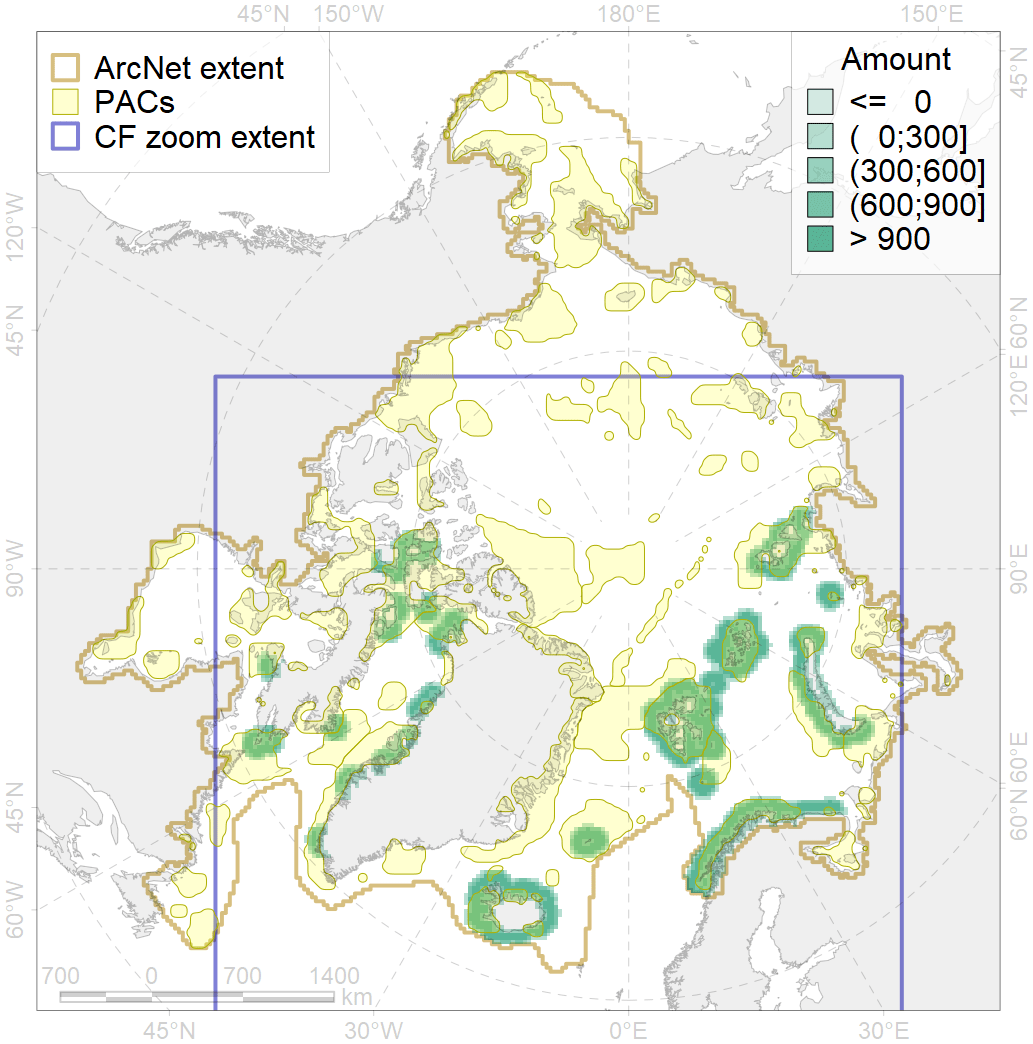 45°N 150°W 180°E 150°E
ArcNet extent
PACs
CF zoom extent
Amount
<= 0
( 0;300]
(300;600]
(600;900]
> 900
45°N
120°W
60°N
45°N
120°E
90°W
90°E
45°N
60°N
60°E
60°W
700 0 700 1400
km
45°N 30°W 0°E 30°E